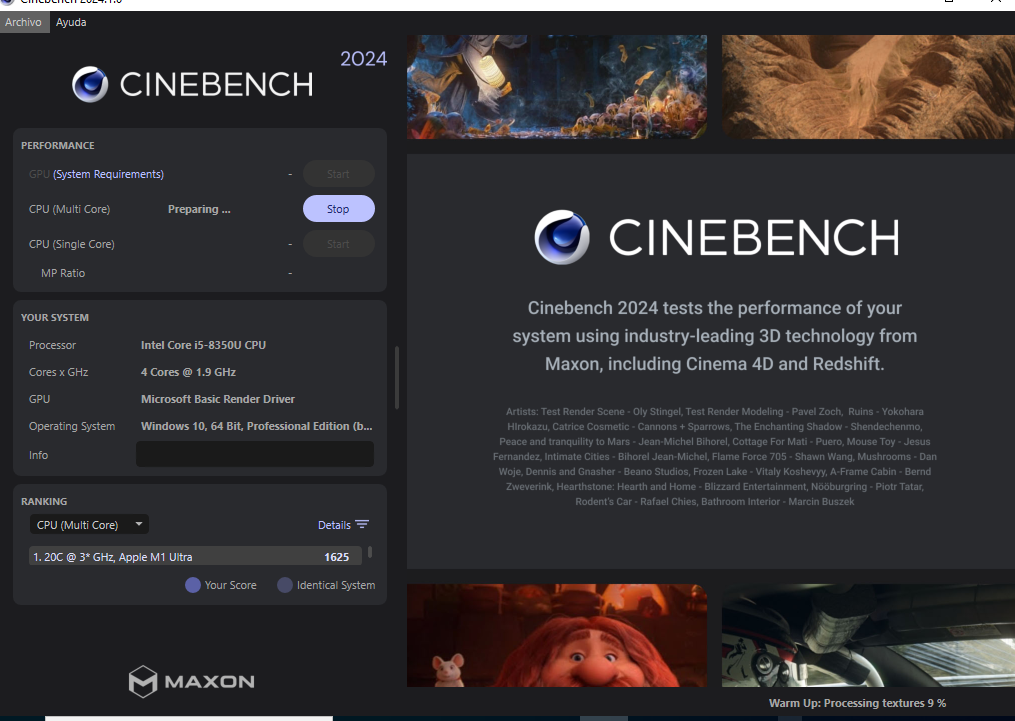 Cinebench 2024.1.0
Archivo Ayuda
2024
CINEBENCH
PERFORMANCE
GPU (System Requirements) - Start
CPU (Multi Core) Preparing ... Stop
CPU (Single Core) - Start
MP Ratio -
YOUR SYSTEM
Processor Intel Core i5-8350U CPU
Cores x GHz 4 Cores @ 1.9 GHz
GPU Microsoft Basic Render Driver
Operating System Windows 10, 64 Bit, Professional Edition (b...
Info
RANKING
CPU (Multi Core) Details
1. 20C @ 3* GHz, Apple M1 Ultra 1625
Your Score Identical System
MAXON
CINEBENCH
Cinebench 2024 tests the performance of your
system using industry-leading 3D technology from
Maxon, including Cinema 4D and Redshift.
Artists: Test Render Scene - Oly Stingel, Test Render Modeling - Pavel Zoch, Ruins - Yokohara
Hirokazu, Catrice Cosmetic - Cannons + Sparrows, The Enchanting Shadow - Shendechenmo,
Peace and tranquility to Mars - Jean-Michel Bihorel, Cottage For Mati - Puero, Mouse Toy - Jesus
Fernandez, Intimate Cities - Bihorel Jean-Michel, Flame Force 705 - Shawn Wang, Mushrooms - Dan
Woje, Dennis and Gnasher - Beano Studios, Frozen Lake - Vitaly Koshevyy, A-Frame Cabin - Bernd
Zweverink, Hearthstone: Hearth and Home - Blizzard Entertainment, Nööburgring - Piotr Tatar,
Rodent's Car - Rafael Chies, Bathroom Interior - Marcin Buszek
Warm Up: Processing textures 9 %